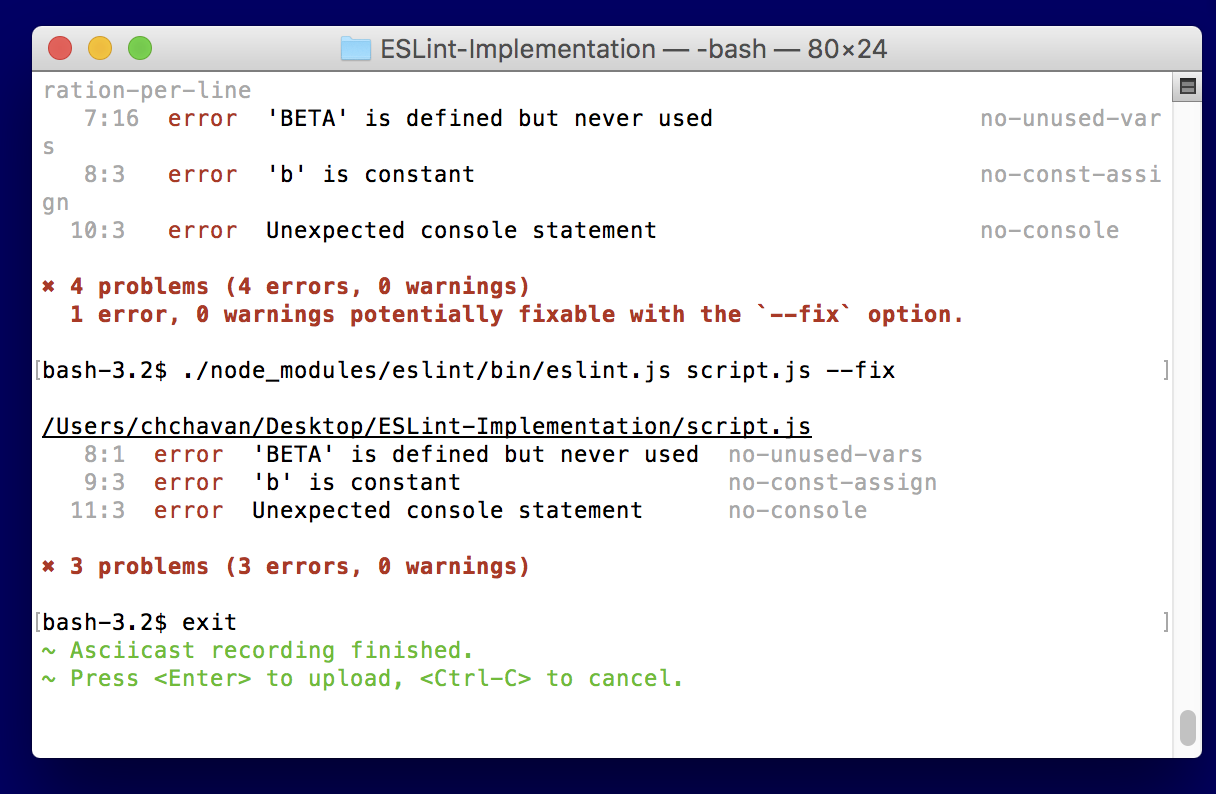 ESLint-Implementation — -bash — 80×24
ration-per-line
7:16 error 'BETA' is defined but never used no-unused-var
s
8:3 error 'b' is constant no-const-assi
gn
10:3 error Unexpected console statement no-console
✖ 4 problems (4 errors, 0 warnings)
1 error, 0 warnings potentially fixable with the `--fix` option.
[bash-3.2$ ./node_modules/eslint/bin/eslint.js script.js --fix ]
/Users/chchavan/Desktop/ESLint-Implementation/script.js
8:1 error 'BETA' is defined but never used no-unused-vars
9:3 error 'b' is constant no-const-assign
11:3 error Unexpected console statement no-console
✖ 3 problems (3 errors, 0 warnings)
[bash-3.2$ exit ]
~ Asciicast recording finished.
~ Press <Enter> to upload, <Ctrl-C> to cancel.